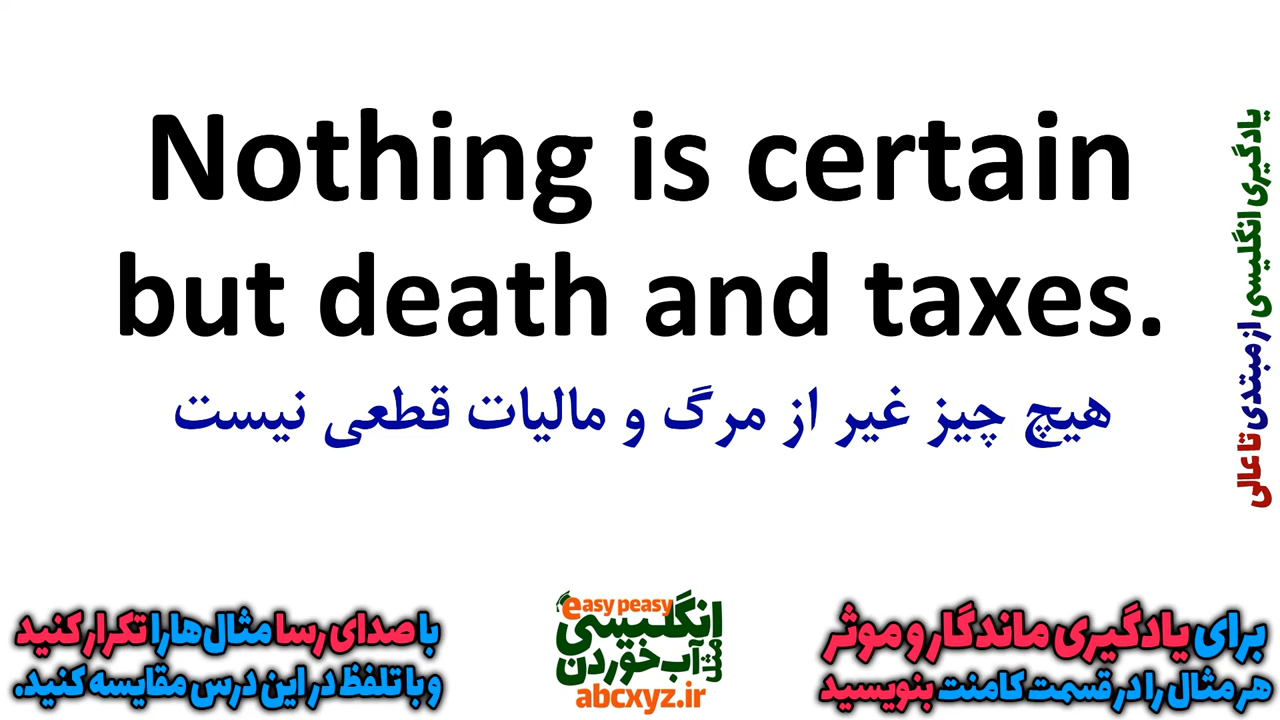 Nothing is certain
but death and taxes.
هیچ چیز غیر از مرگ و مالیات قطعی نیست
یادگیری انگلیسی از مبتدی تا عالی
برای یادگیری ماندگار و موثر
هر مثال را در قسمت کامنت بنویسید
easy peasy
انگلیسی
مثل آب خوردن
abcxyz.ir
با صدای رسا مثال‌ها را تکرار کنید
و با تلفظ در این درس مقایسه کنید.